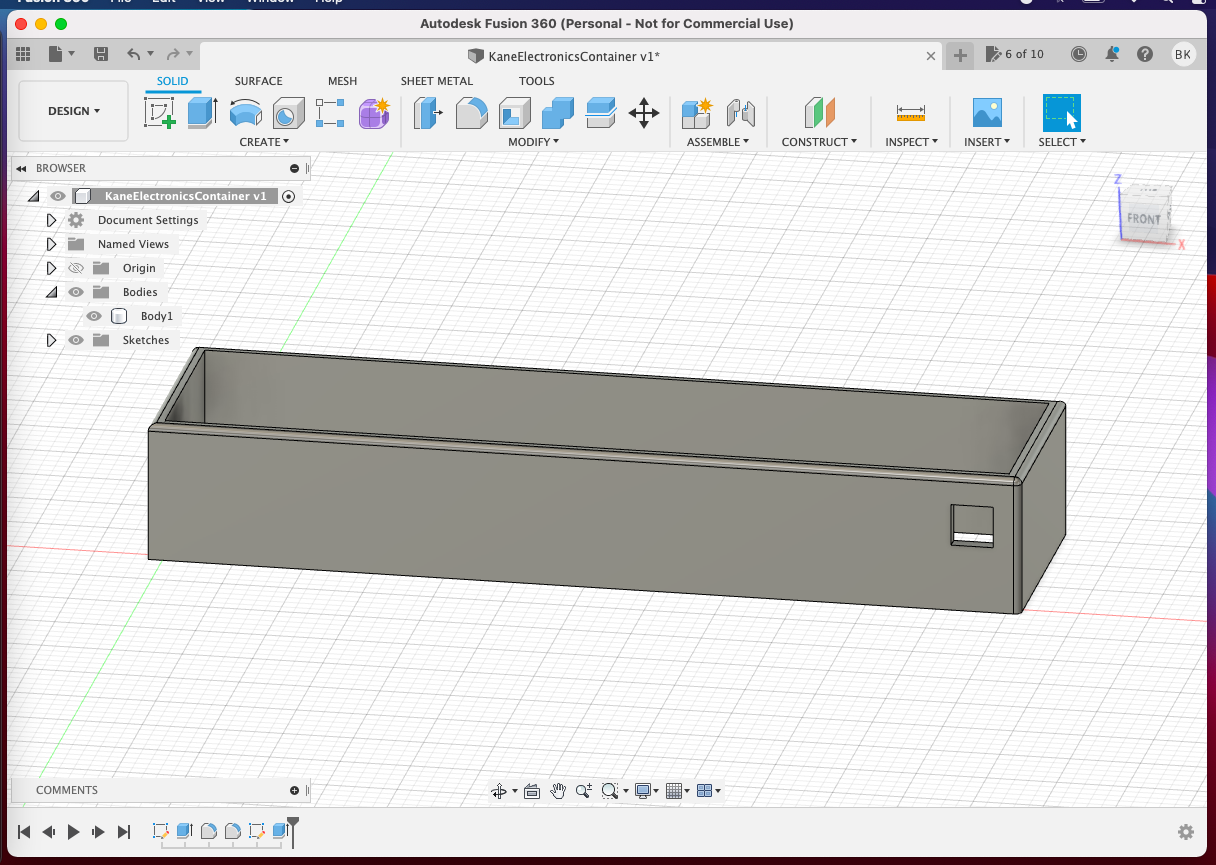 Autodesk Fusion 360 (Personal - Not for Commercial Use)
KaneElectronicsContainer v1*
6 of 10
BK
SOLID SURFACE MESH SHEET METAL TOOLS
DESIGN
CREATE MODIFY ASSEMBLE CONSTRUCT INSPECT INSERT SELECT
BROWSER
KaneElectronicsContainer v1
Document Settings
Named Views
Origin
Bodies
Body1
Sketches
Z
FRONT
X
COMMENTS